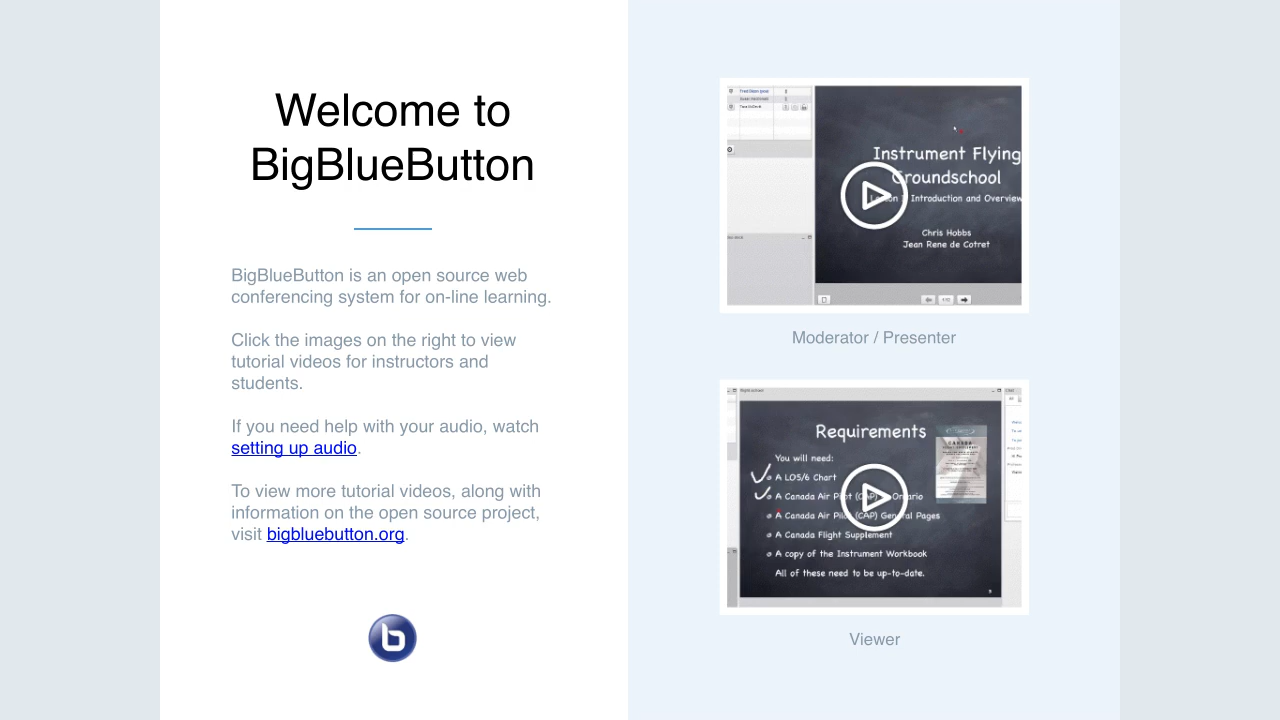 Welcome to
BigBlueButton
BigBlueButton is an open source web
conferencing system for on-line learning.
Click the images on the right to view
tutorial videos for instructors and
students.
If you need help with your audio, watch
setting up audio.
To view more tutorial videos, along with
information on the open source project,
visit bigbluebutton.org.
Instrument Flying
Groundschool
Introduction and Overview
Chris Hobbs
Jean Rene de Cotret
Moderator / Presenter
Requirements
You will need:
A LO5/6 Chart
A Canada Air Pilot (CAP) Ontario
A Canada Air Pilot (CAP) General Pages
A Canada Flight Supplement
A copy of the Instrument Workbook
All of these need to be up-to-date.
Viewer